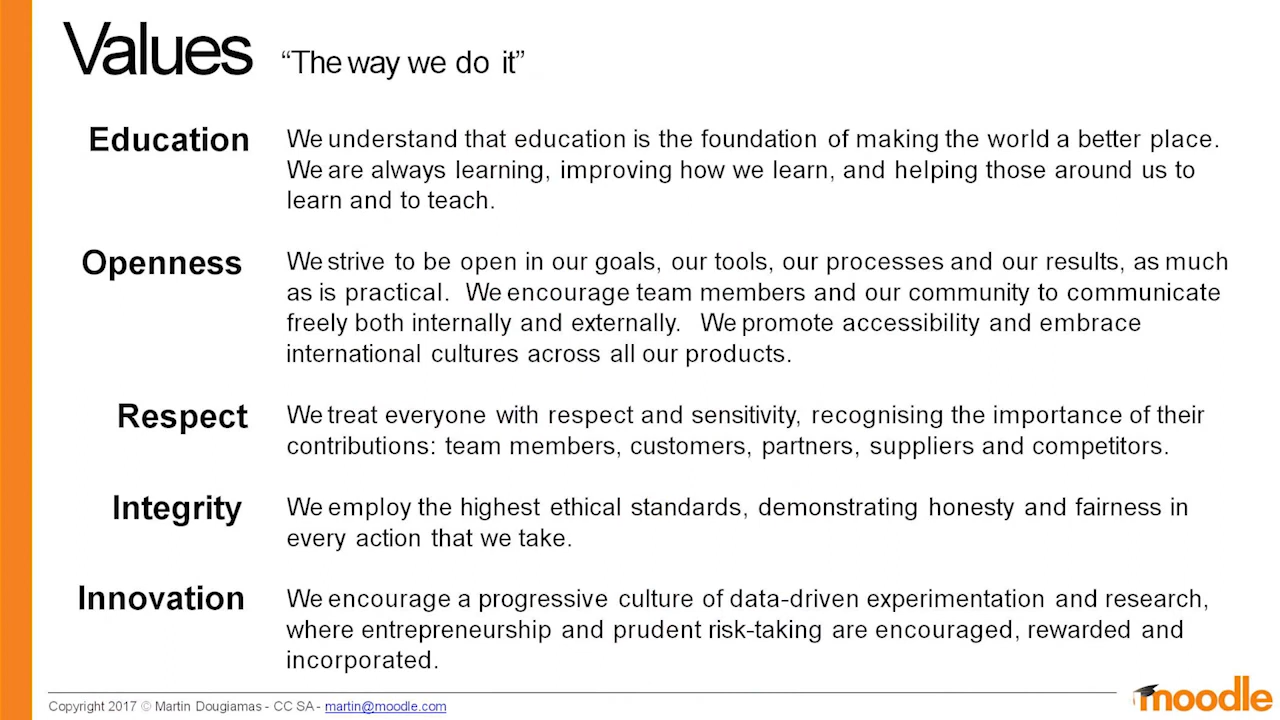 Values “The way we do it”
Education We understand that education is the foundation of making the world a better place.
We are always learning, improving how we learn, and helping those around us to
learn and to teach.
Openness We strive to be open in our goals, our tools, our processes and our results, as much
as is practical. We encourage team members and our community to communicate
freely both internally and externally. We promote accessibility and embrace
international cultures across all our products.
Respect We treat everyone with respect and sensitivity, recognising the importance of their
contributions: team members, customers, partners, suppliers and competitors.
Integrity We employ the highest ethical standards, demonstrating honesty and fairness in
every action that we take.
Innovation We encourage a progressive culture of data-driven experimentation and research,
where entrepreneurship and prudent risk-taking are encouraged, rewarded and
incorporated.
Copyright 2017 © Martin Dougiamas - CC SA - martin@moodle.com
moodle